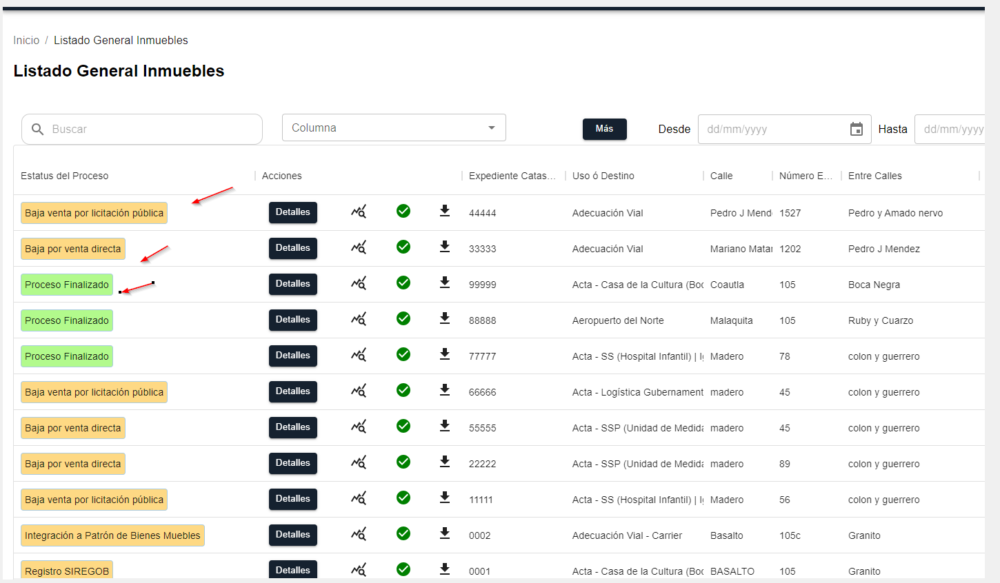 Inicio / Listado General Inmuebles
Listado General Inmuebles
Buscar Columna Más Desde dd/mm/yyyy Hasta dd/mm/yyyy
Estatus del Proceso Acciones Expediente Catas... Uso ó Destino Calle Número E... Entre Calles
Baja venta por licitación pública Detalles 44444 Adecuación Vial Pedro J Mend 1527 Pedro y Amado nervo
Baja por venta directa Detalles 33333 Adecuación Vial Mariano Matar 1202 Pedro J Mendez
Proceso Finalizado Detalles 99999 Acta - Casa de la Cultura (Boc Coautla 105 Boca Negra
Proceso Finalizado Detalles 88888 Aeropuerto del Norte Malaquita 105 Ruby y Cuarzo
Proceso Finalizado Detalles 77777 Acta - SS (Hospital Infantil) | Madero 78 colon y guerrero
Baja venta por licitación pública Detalles 66666 Acta - Logística Gubernament madero 45 colon y guerrero
Baja por venta directa Detalles 55555 Acta - SSP (Unidad de Medida madero 45 colon y guerrero
Baja por venta directa Detalles 22222 Acta - SSP (Unidad de Medida madero 89 colon y guerrero
Baja venta por licitación pública Detalles 11111 Acta - SS (Hospital Infantil) | Madero 56 colon y guerrero
Integración a Patrón de Bienes Muebles Detalles 0002 Adecuación Vial - Carrier Basalto 105c Granito
Registro SIREGOB Detalles 0001 Acta - Casa de la Cultura (Boc BASALTO 105 Granito